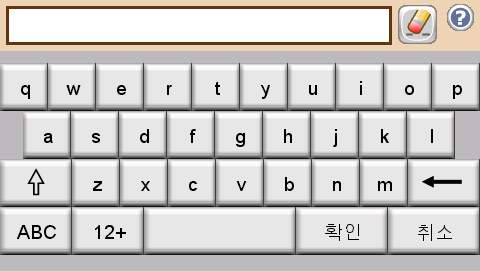 ?
q w e r t y u i o p
a s d f g h j k l
z x c v b n m
ABC 12+ 확인 취소